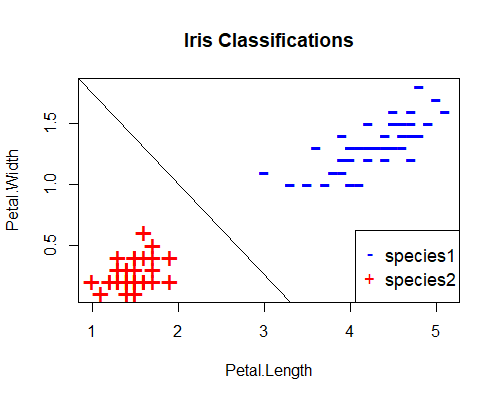 Iris Classifications
Petal.Width
1.5
1.0
0.5
- species1
+ species2
1 2 3 4 5
Petal.Length